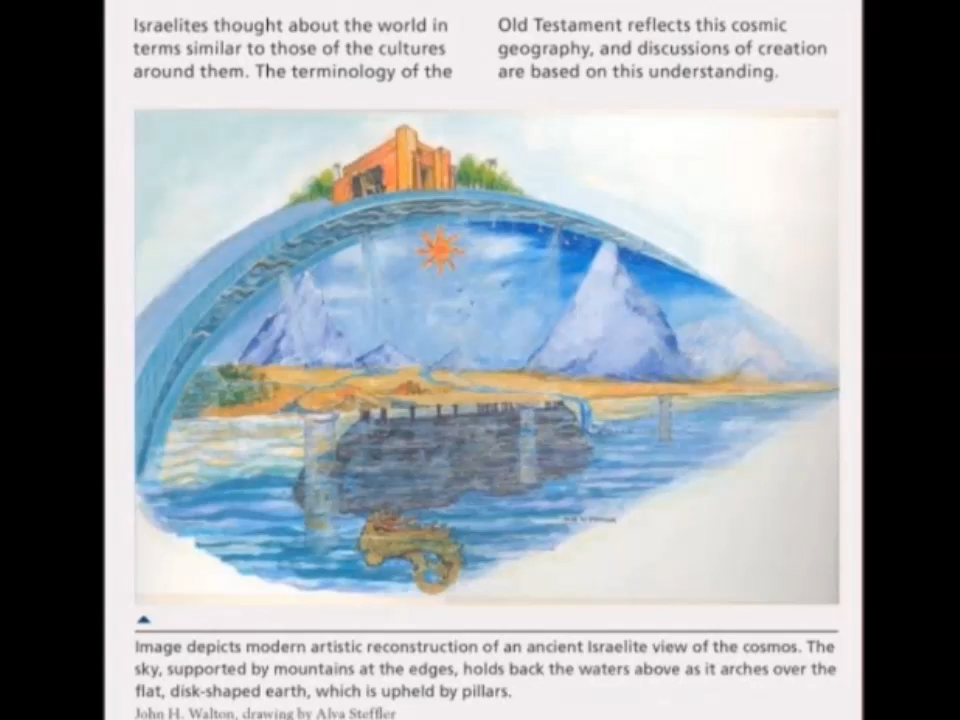 Israelites thought about the world in
terms similar to those of the cultures
around them. The terminology of the
Old Testament reflects this cosmic
geography, and discussions of creation
are based on this understanding.
Image depicts modern artistic reconstruction of an ancient Israelite view of the cosmos. The
sky, supported by mountains at the edges, holds back the waters above as it arches over the
flat, disk-shaped earth, which is upheld by pillars.
John H. Walton, drawing by Alva Steffler